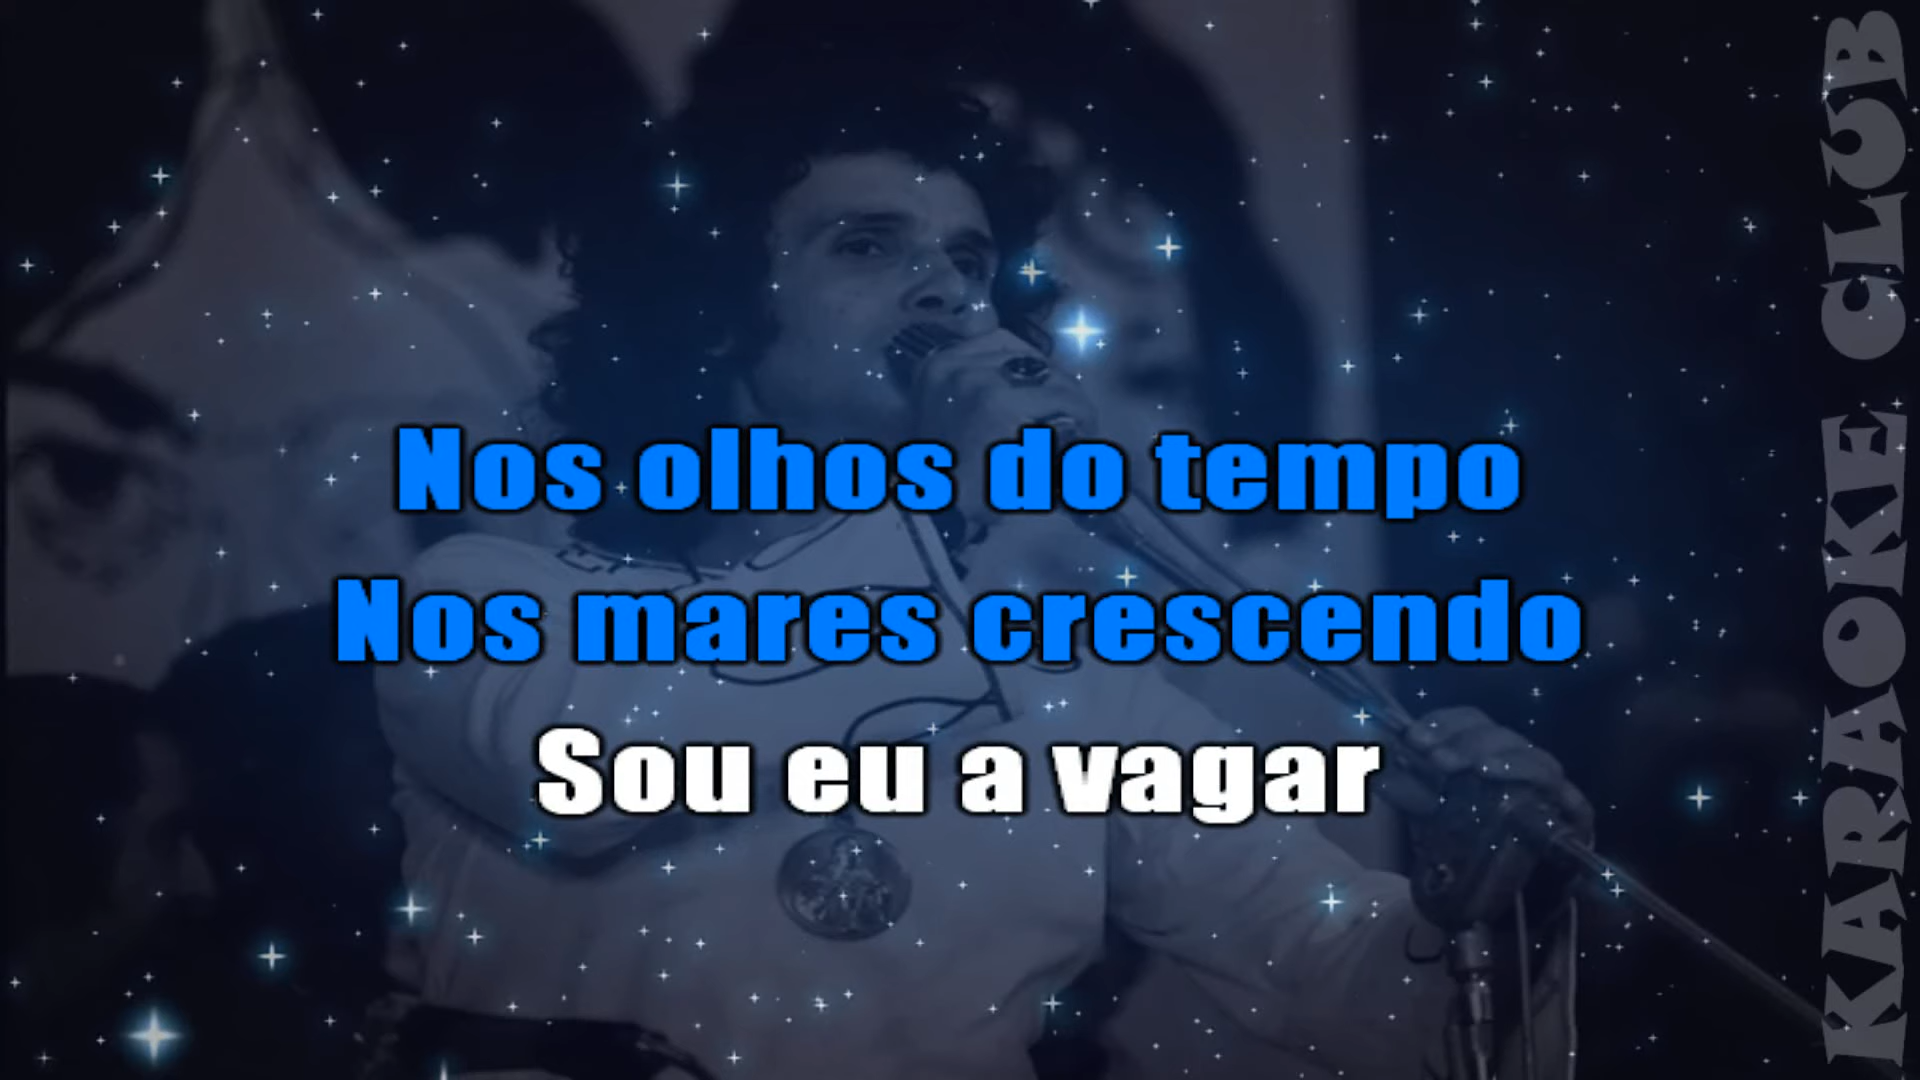 Nos olhos do tempo
Nos mares crescendo
Sou eu a vagar
KARAOKE CLUB